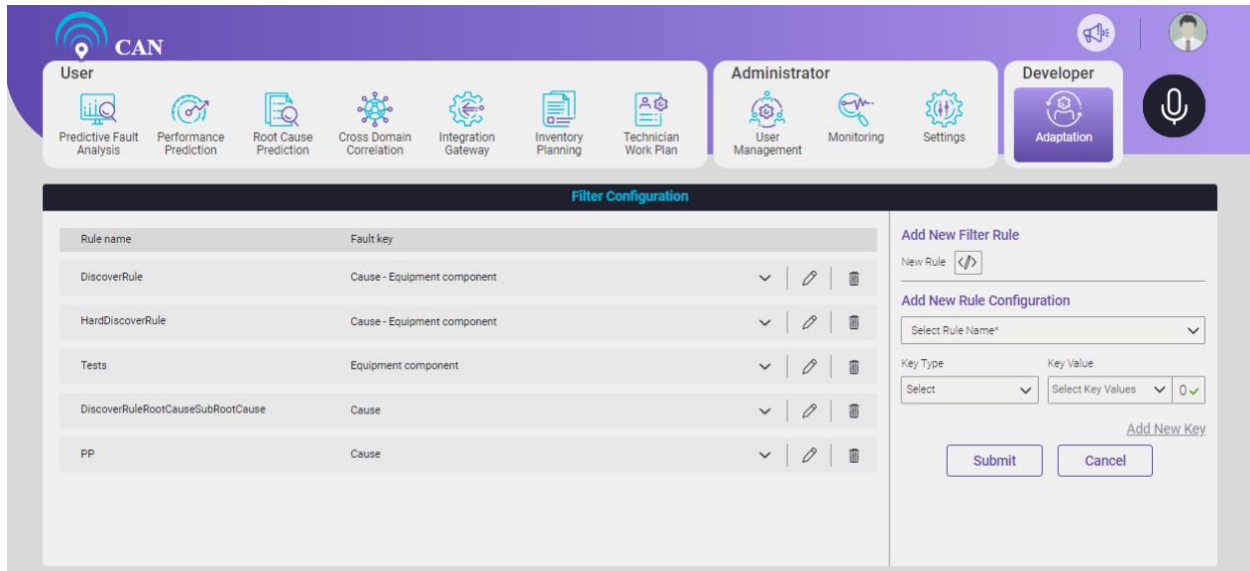 CAN
User
Administrator
Developer
Predictive Fault
Analysis
Performance
Prediction
Root Cause
Prediction
Cross Domain
Correlation
Integration
Gateway
Inventory
Planning
Technician
Work Plan
User
Management
Monitoring
Settings
Adaptation
Filter Configuration
Rule name Fault key
DiscoverRule Cause - Equipment component
HardDiscoverRule Cause - Equipment component
Tests Equipment component
DiscoverRuleRootCauseSubRootCause Cause
PP Cause
Add New Filter Rule
New Rule </>
Add New Rule Configuration
Select Rule Name*
Key Type Key Value
Select Select Key Values 0
Add New Key
Submit Cancel